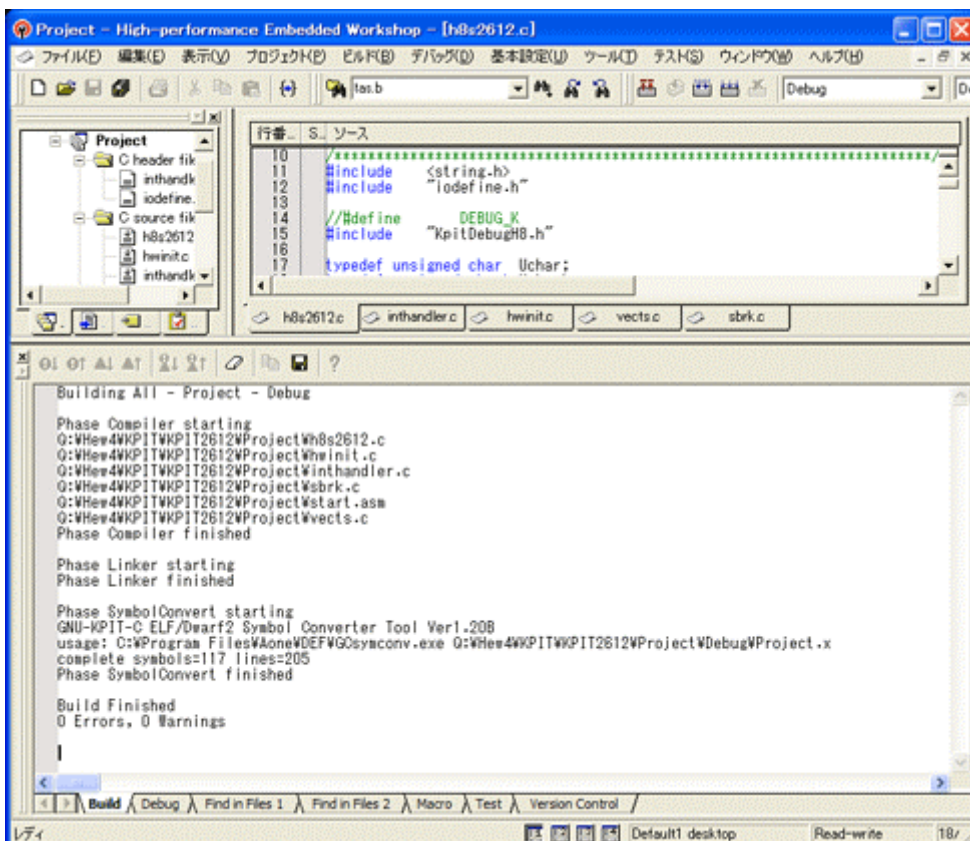 Project - High-performance Embedded Workshop - [h8s2612.c]
ファイル(F) 編集(E) 表示(V) プロジェクト(P) ビルド(B) デバッグ(D) 基本設定(U) ツール(T) テスト(S) ウィンドウ(W) ヘルプ(H)
tas.b Debug
Project
C header fik
inthandk
iodefine.
C source fik
h8s2612
hwinit.c
inthandk
行番... S... ソース
10 /***************************************************************************/
11 #include <string.h>
12 #include "iodefine.h"
13
14 //#define DEBUG_K
15 #include "KpitDebugH8.h"
16
17 typedef unsigned char Uchar;
h8s2612.c inthandler.c hwinit.c vects.c sbrk.c
Building All - Project - Debug
Phase Compiler starting
Q:¥Hew4¥KPIT¥KPIT2612¥Project¥h8s2612.c
Q:¥Hew4¥KPIT¥KPIT2612¥Project¥hwinit.c
Q:¥Hew4¥KPIT¥KPIT2612¥Project¥inthandler.c
Q:¥Hew4¥KPIT¥KPIT2612¥Project¥sbrk.c
Q:¥Hew4¥KPIT¥KPIT2612¥Project¥start.asm
Q:¥Hew4¥KPIT¥KPIT2612¥Project¥vects.c
Phase Compiler finished
Phase Linker starting
Phase Linker finished
Phase SymbolConvert starting
GNU-KPIT-C ELF/Dwarf2 Symbol Converter Tool Ver1.20B
usage: C:¥Program Files¥Aone¥DEF¥GCsymconv.exe Q:¥Hew4¥KPIT¥KPIT2612¥Project¥Debug¥Project.x
complete symbols=117 lines=205
Phase SymbolConvert finished
Build Finished
0 Errors, 0 Warnings
Build Debug Find in Files 1 Find in Files 2 Macro Test Version Control
レディ Default1 desktop Read-write 18/